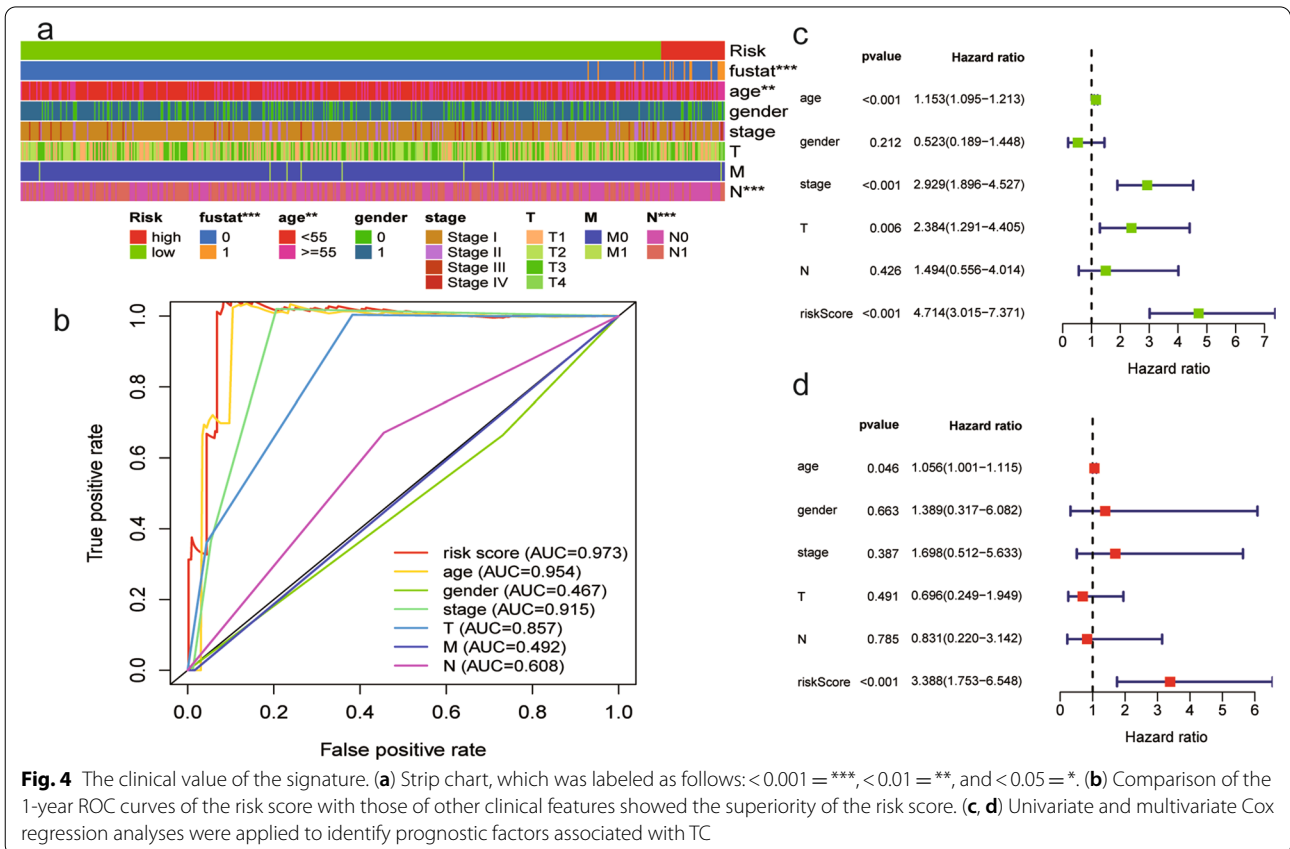 a
Risk
fustat***
age**
gender
stage
T
M
N***
Risk fustat*** age** gender stage T M N***
high 0 <55 0 Stage I T1 M0 N0
low 1 >=55 1 Stage II T2 M1 N1
Stage III T3
Stage IV T4
b
True positive rate
1.0
0.8
0.6
0.4
0.2
0.0
risk score (AUC=0.973)
age (AUC=0.954)
gender (AUC=0.467)
stage (AUC=0.915)
T (AUC=0.857)
M (AUC=0.492)
N (AUC=0.608)
0.0 0.2 0.4 0.6 0.8 1.0
False positive rate
c
pvalue Hazard ratio
age <0.001 1.153(1.095−1.213)
gender 0.212 0.523(0.189−1.448)
stage <0.001 2.929(1.896−4.527)
T 0.006 2.384(1.291−4.405)
N 0.426 1.494(0.556−4.014)
riskScore <0.001 4.714(3.015−7.371)
0 1 2 3 4 5 6 7
Hazard ratio
d
pvalue Hazard ratio
age 0.046 1.056(1.001−1.115)
gender 0.663 1.389(0.317−6.082)
stage 0.387 1.698(0.512−5.633)
T 0.491 0.696(0.249−1.949)
N 0.785 0.831(0.220−3.142)
riskScore <0.001 3.388(1.753−6.548)
0 1 2 3 4 5 6
Hazard ratio
Fig. 4 The clinical value of the signature. (a) Strip chart, which was labeled as follows: < 0.001 = ***, < 0.01 = **, and < 0.05 = *. (b) Comparison of the
1-year ROC curves of the risk score with those of other clinical features showed the superiority of the risk score. (c, d) Univariate and multivariate Cox
regression analyses were applied to identify prognostic factors associated with TC